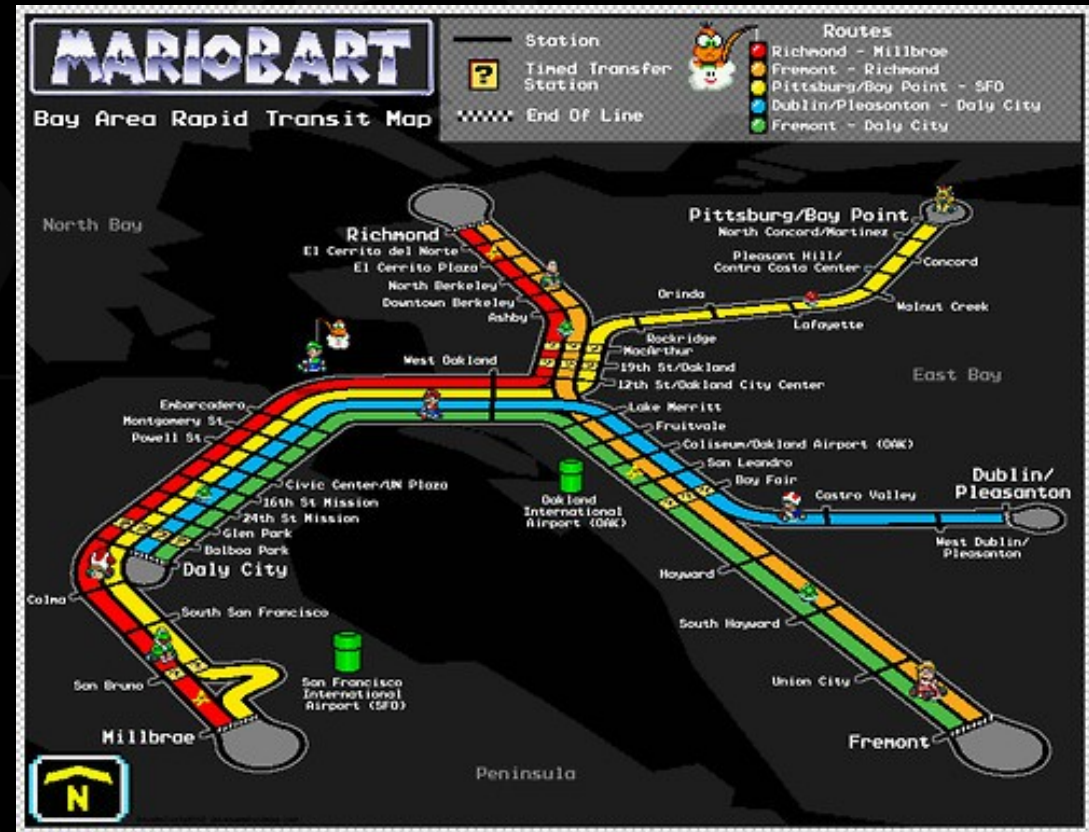 MARIOBART
Bay Area Rapid Transit Map
Station
?
Timed Transfer
Station
End Of Line
Routes
Richmond - Millbrae
Fremont - Richmond
Pittsburg/Bay Point - SFO
Dublin/Pleasanton - Daly City
Fremont - Daly City
North Bay
Richmond
El Cerrito del Norte
El Cerrito Plaza
North Berkeley
Downtown Berkeley
Ashby
Pittsburg/Bay Point
North Concord/Martinez
Pleasant Hill/
Contra Costa Center
Concord
Walnut Creek
Orinda
Lafayette
Rockridge
MacArthur
19th St/Oakland
12th St/Oakland City Center
East Bay
West Oakland
Lake Merritt
Fruitvale
Coliseum/Oakland Airport (OAK)
San Leandro
Bay Fair
Castro Valley
Dublin/
Pleasanton
West Dublin/
Pleasanton
Embarcadero
Montgomery St
Powell St
Civic Center/UN Plaza
16th St Mission
24th St Mission
Glen Park
Balboa Park
Daly City
Oakland
International
Airport (OAK)
Hayward
South Hayward
Union City
Fremont
Colma
South San Francisco
San Bruno
San Francisco
International
Airport (SFO)
Millbrae
Peninsula
N